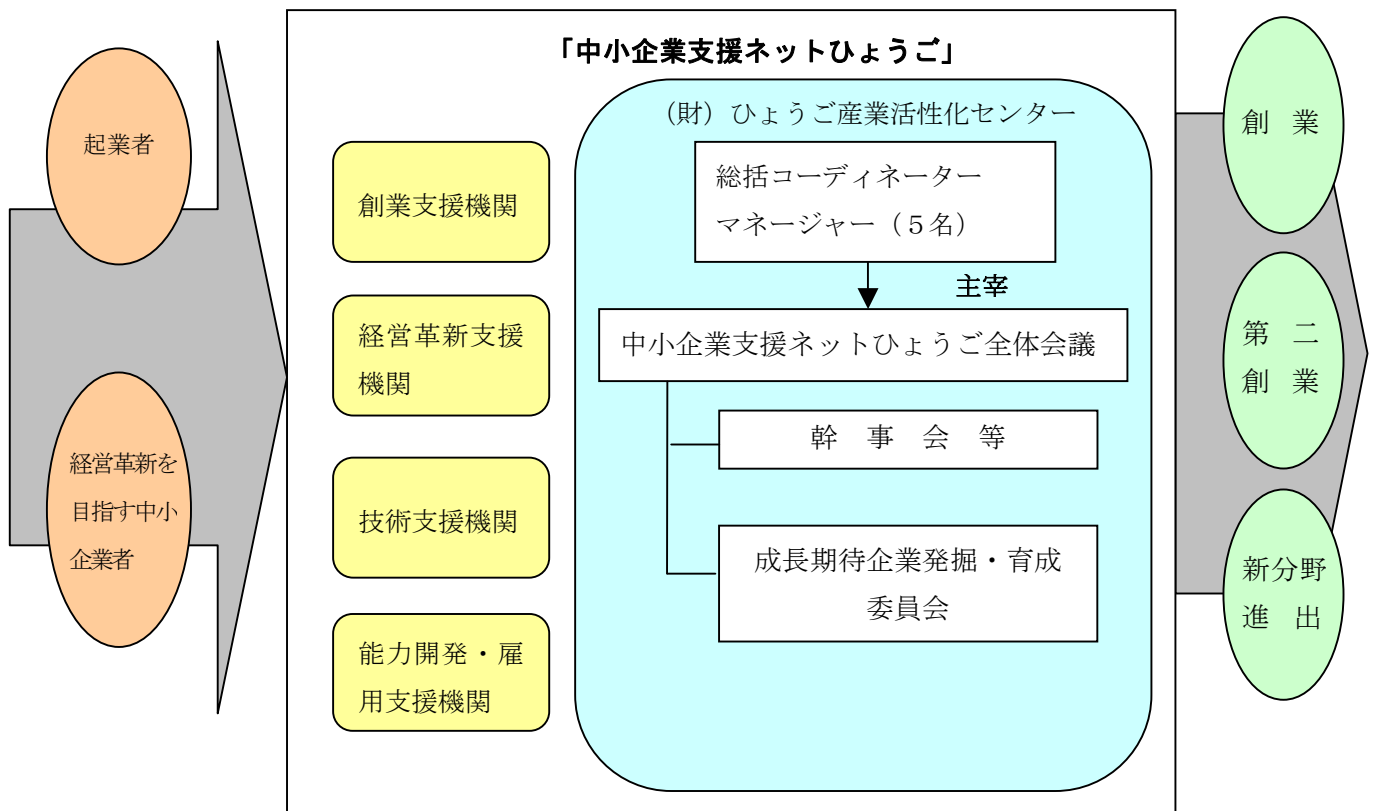 「中小企業支援ネットひょうご」
起業者
経営革新を
目指す中小
企業者
創業支援機関
経営革新支援
機関
技術支援機関
能力開発・雇
用支援機関
（財）ひょうご産業活性化センター
総括コーディネーター
マネージャー（５名）
主宰
中小企業支援ネットひょうご全体会議
幹　事　会　等
成長期待企業発掘・育成
委員会
創　業
第　二
創　業
新分野
進　出